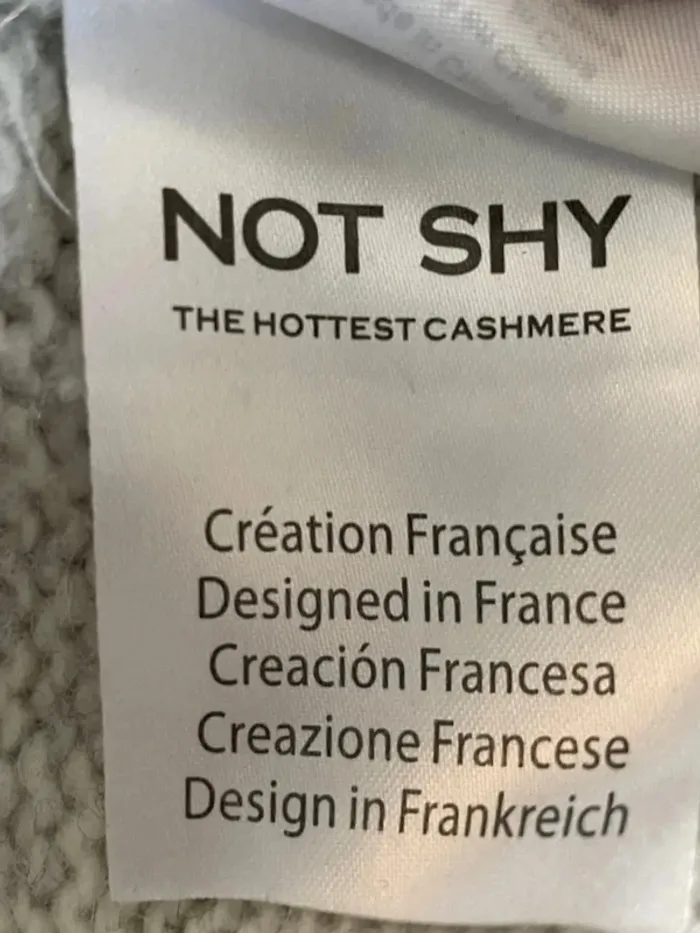 NOT SHY
THE HOTTEST CASHMERE
Création Française
Designed in France
Creación Francesa
Creazione Francese
Design in Frankreich